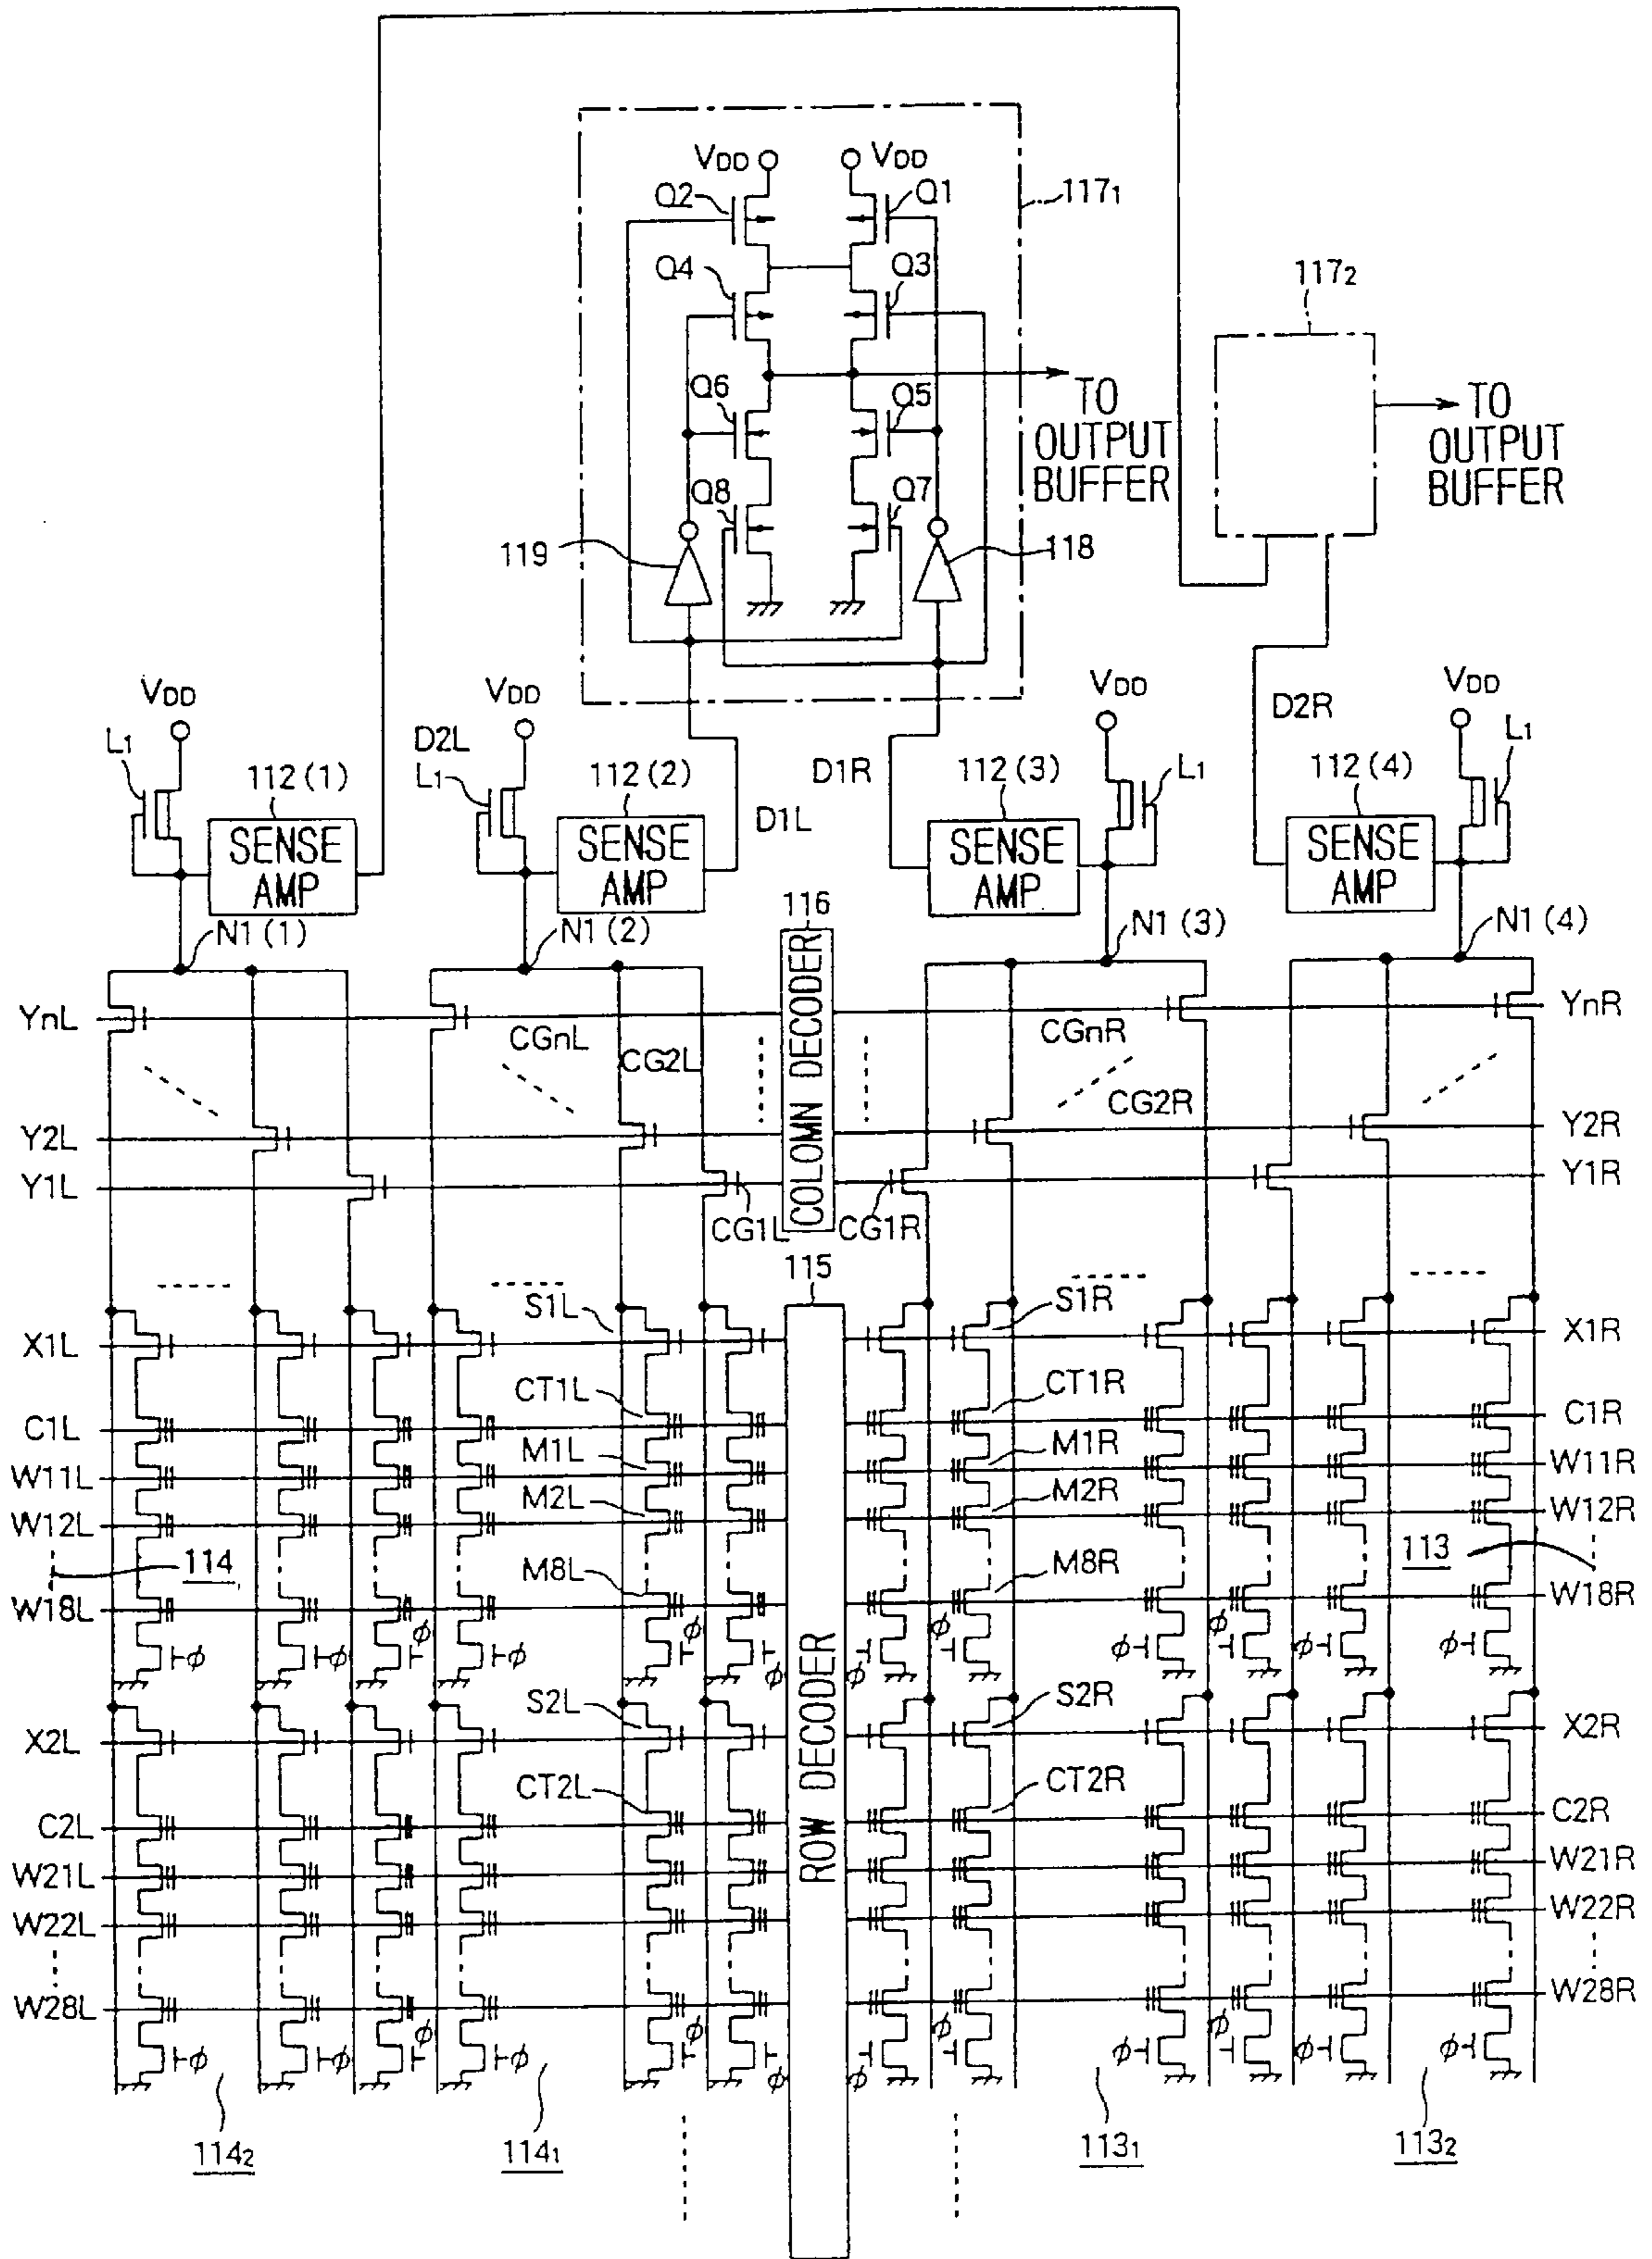 VDD VDD
Q2 Q1
117₁
Q4 Q3
117₂
Q6 Q5
TO
OUTPUT
BUFFER
TO
OUTPUT
BUFFER
Q8 Q7
119 118
VDD VDD VDD VDD
L1 D2L D2R L1
112 (1) L1 112 (2) D1R 112 (3) L1 112 (4)
D1L
SENSE AMP
SENSE AMP
SENSE AMP
SENSE AMP
116
N1 (1) N1 (2) N1 (3) N1 (4)
COLOMN DECODER
YnL CGnL CGnR YnR
CG2L CG2R
Y2L Y2R
Y1L Y1R
CG1L CG1R
115
S1L S1R
X1L X1R
CT1L CT1R
C1L C1R
M1L M1R
W11L W11R
M2L M2R
W12L W12R
114 113
M8L M8R
W18L W18R
ϕ ϕ ϕ ϕ
ϕ ϕ ϕ ϕ ϕ ϕ ϕ ϕ
ROW DECODER
S2L S2R
X2L X2R
CT2L CT2R
C2L C2R
W21L W21R
W22L W22R
W28L W28R
ϕ ϕ ϕ ϕ
ϕ ϕ ϕ ϕ ϕ ϕ ϕ ϕ
114₂ 114₁ 113₁ 113₂